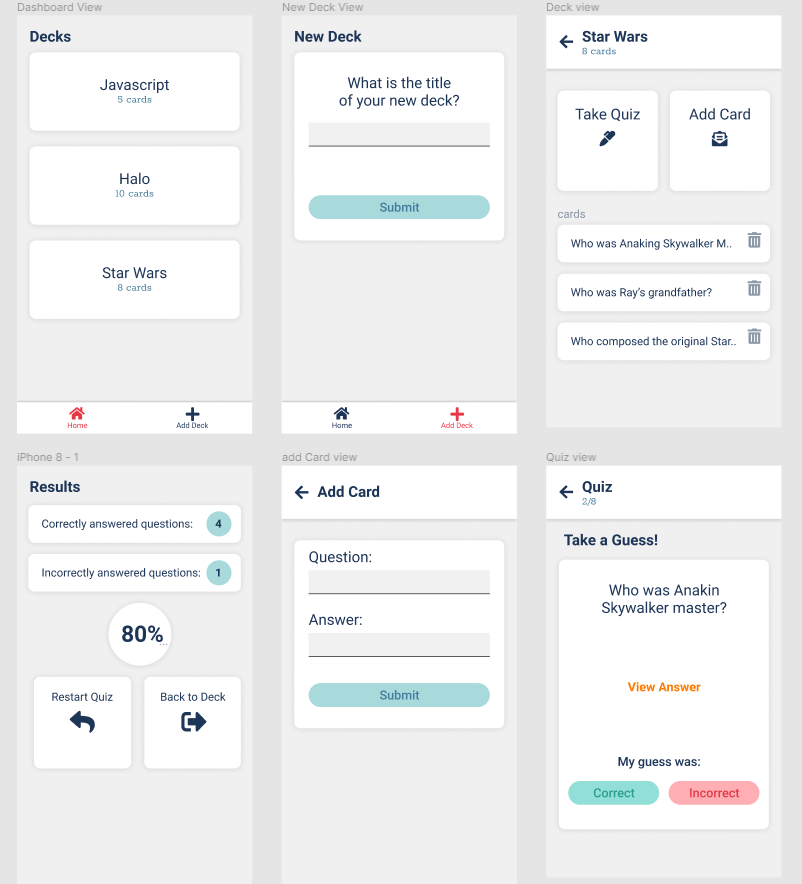 Dashboard View
Decks
Javascript
5 cards
Halo
10 cards
Star Wars
8 cards
Home
Add Deck
New Deck View
New Deck
What is the title
of your new deck?
Submit
Home
Add Deck
Deck view
Star Wars
8 cards
Take Quiz
Add Card
cards
Who was Anaking Skywalker M..
Who was Ray's grandfather?
Who composed the original Star..
iPhone 8 - 1
Results
Correctly answered questions:
4
Incorrectly answered questions:
1
80%
Restart Quiz
Back to Deck
add Card view
Add Card
Question:
Answer:
Submit
Quiz view
Quiz
2/8
Take a Guess!
Who was Anakin
Skywalker master?
View Answer
My guess was:
Correct
Incorrect